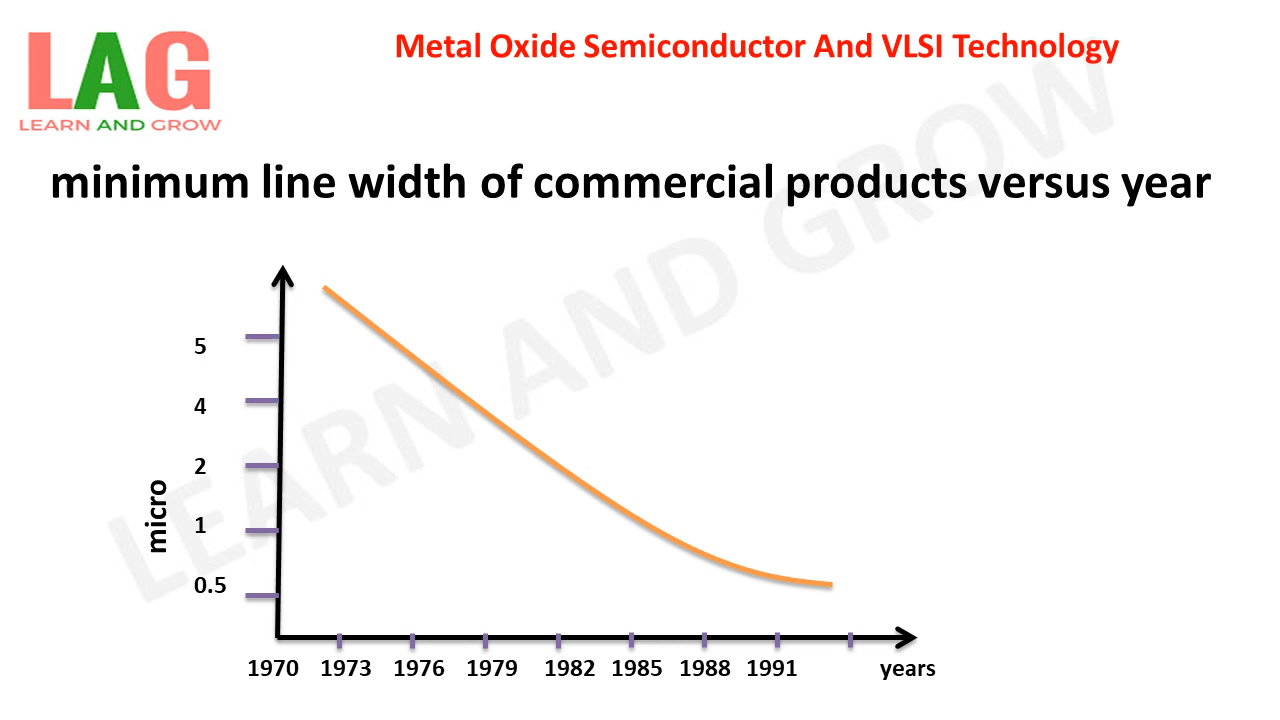 LAG
LEARN AND GROW
Metal Oxide Semiconductor And VLSI Technology
minimum line width of commercial products versus year
5
4
2
1
0.5
micro
1970 1973 1976 1979 1982 1985 1988 1991 years
LEARN AND GROW